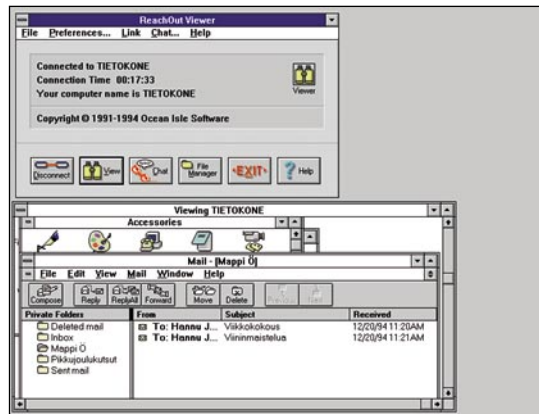 ReachOut Viewer
File Preferences... Link Chat... Help
Connected to TIETOKONE
Connection Time 00:17:33
Your computer name is TIETOKONE
Viewer
Copyright © 1991-1994 Ocean Isle Software
Disconnect View Chat File Manager EXIT Help
Viewing TIETOKONE
Accessories
Mail - [Mappi Ö]
File Edit View Mail Window Help
Compose Reply ReplyAll Forward Move Delete
Private Folders From Subject Received
Deleted mail To: Hannu J... Viikkokokous 12/20/94 11:20AM
Inbox To: Hannu J... Viininmaistelua 12/20/94 11:21AM
Mappi Ö
Pikkujoulukutsut
Sent mail